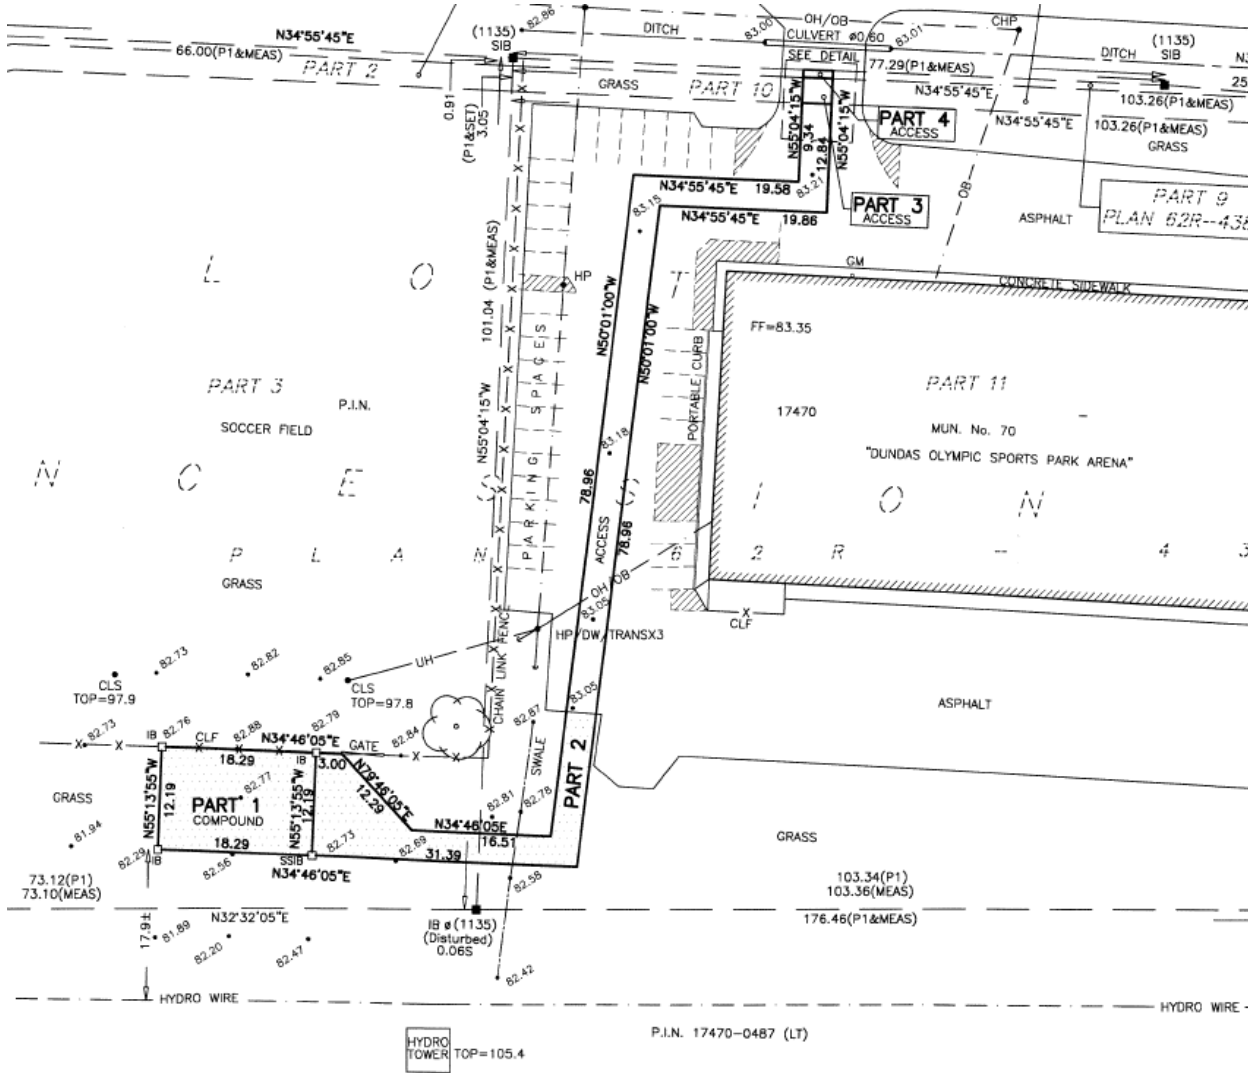 82.86
DITCH
OH/OB
CHP
83.00
CULVERT ø0.60
83.01
N34°55'45"E
(1135)
SIB
66.00(P1&MEAS)
PART 2
SEE DETAIL
77.29(P1&MEAS)
DITCH
(1135)
SIB
GRASS
PART 10
N34°55'45"E
103.26(P1&MEAS)
25
0.91
(P1&SET)
3.05
N55°04'15"W
9.34
12.84
N55°04'15"W
PART 4
ACCESS
N34°55'45"E
103.26(P1&MEAS)
GRASS
N34°55'45"E
19.58
83.21
OB
PART 9
PLAN 62R--438
83.15
N34°55'45"E
19.86
PART 3
ACCESS
ASPHALT
L O T
HP
GM
CONCRETE SIDEWALK
101.04 (P1&MEAS)
N50°01'00"W
N50°01'00"W
FF=83.35
PARKING SPACES
PORTABLE CURB
PART 3
P.I.N.
SOCCER FIELD
N55°04'15"W
PART 11
17470
MUN. No. 70
"DUNDAS OLYMPIC SPORTS PARK ARENA"
83.18
N C E S S I O N
78.96
ACCESS
78.96
P L A N 6 2 R - 4 3
GRASS
OH/OB
83.05
CHAIN LINK FENCE
HP/DW/TRANSX3
CLF
UH
82.73
82.82
82.85
CLS
TOP=97.9
CLS
TOP=97.8
83.05
ASPHALT
82.73
IB
82.76
CLF
82.88
82.79
N34°46'05"E
GATE
82.84
82.87
SWALE
PART 2
18.29
IB
3.00
N79°46'05"E
12.29
GRASS
N55°13'55"W
12.19
82.77
PART 1
COMPOUND
N55°13'55"W
12.19
82.81
82.78
N34°46'05E
16.51
GRASS
81.94
82.29
IB
18.29
82.56
SSIB
82.73
N34°46'05"E
82.69
31.39
82.58
73.12(P1)
73.10(MEAS)
103.34(P1)
103.36(MEAS)
176.46(P1&MEAS)
17.9±
81.89
N32°32'05"E
82.20
82.47
IB ø(1135)
(Disturbed)
0.06S
82.42
HYDRO WIRE
HYDRO WIRE
HYDRO
TOWER
TOP=105.4
P.I.N. 17470-0487 (LT)